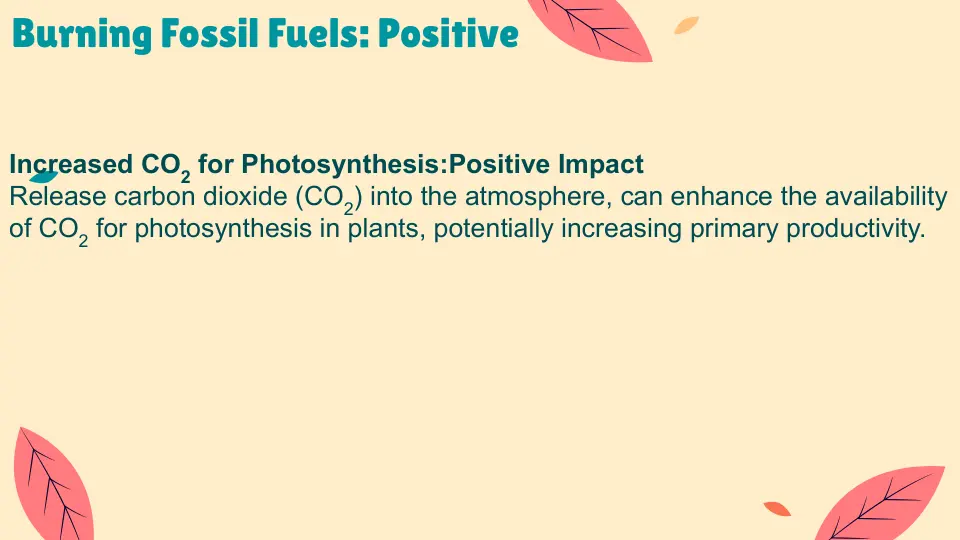 Burning Fossil Fuels: Positive
Increased CO₂ for Photosynthesis:Positive Impact
Release carbon dioxide (CO₂) into the atmosphere, can enhance the availability
of CO₂ for photosynthesis in plants, potentially increasing primary productivity.